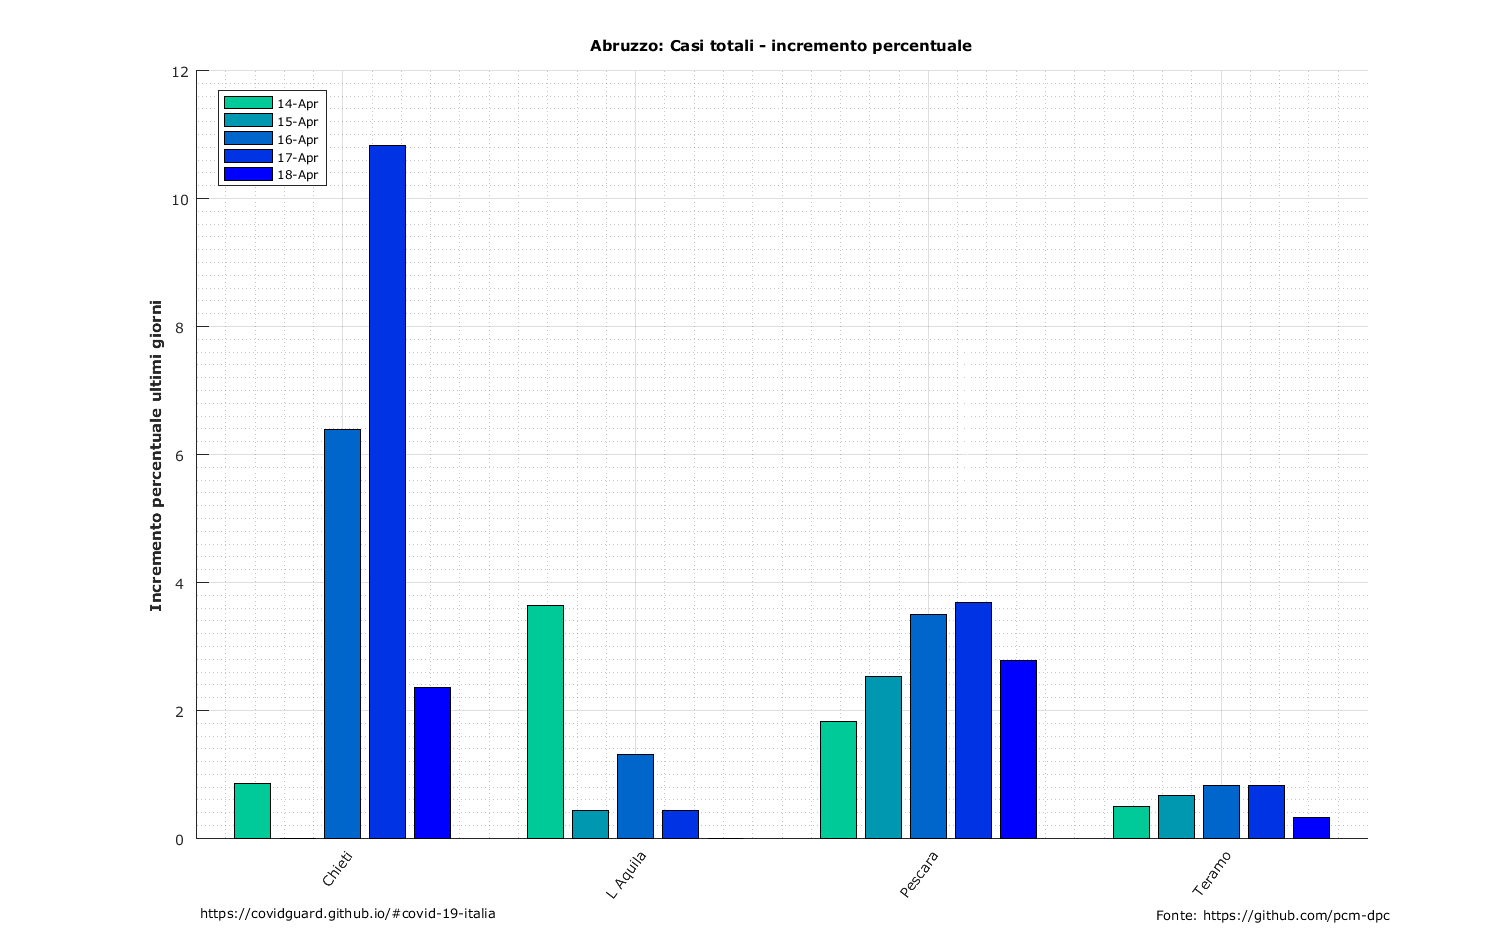 Abruzzo: Casi totali - incremento percentuale
12
10
8
6
4
2
0
Incremento percentuale ultimi giorni
14-Apr
15-Apr
16-Apr
17-Apr
18-Apr
Chieti
L Aquila
Pescara
Teramo
https://covidguard.github.io/#covid-19-italia
Fonte: https://github.com/pcm-dpc